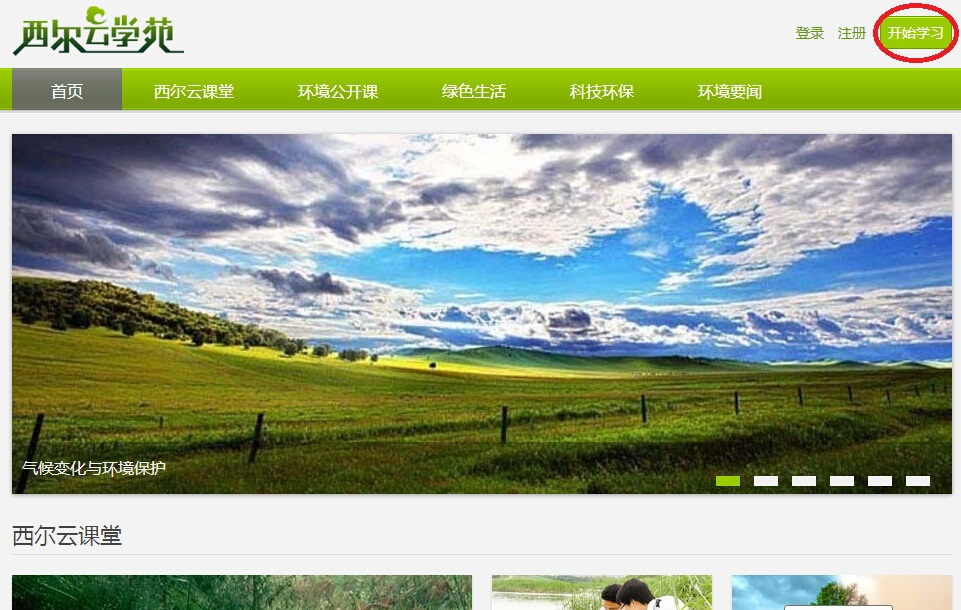 西尔云学苑
登录 注册 开始学习
首页 西尔云课堂 环境公开课 绿色生活 科技环保 环境要闻
气候变化与环境保护
西尔云课堂